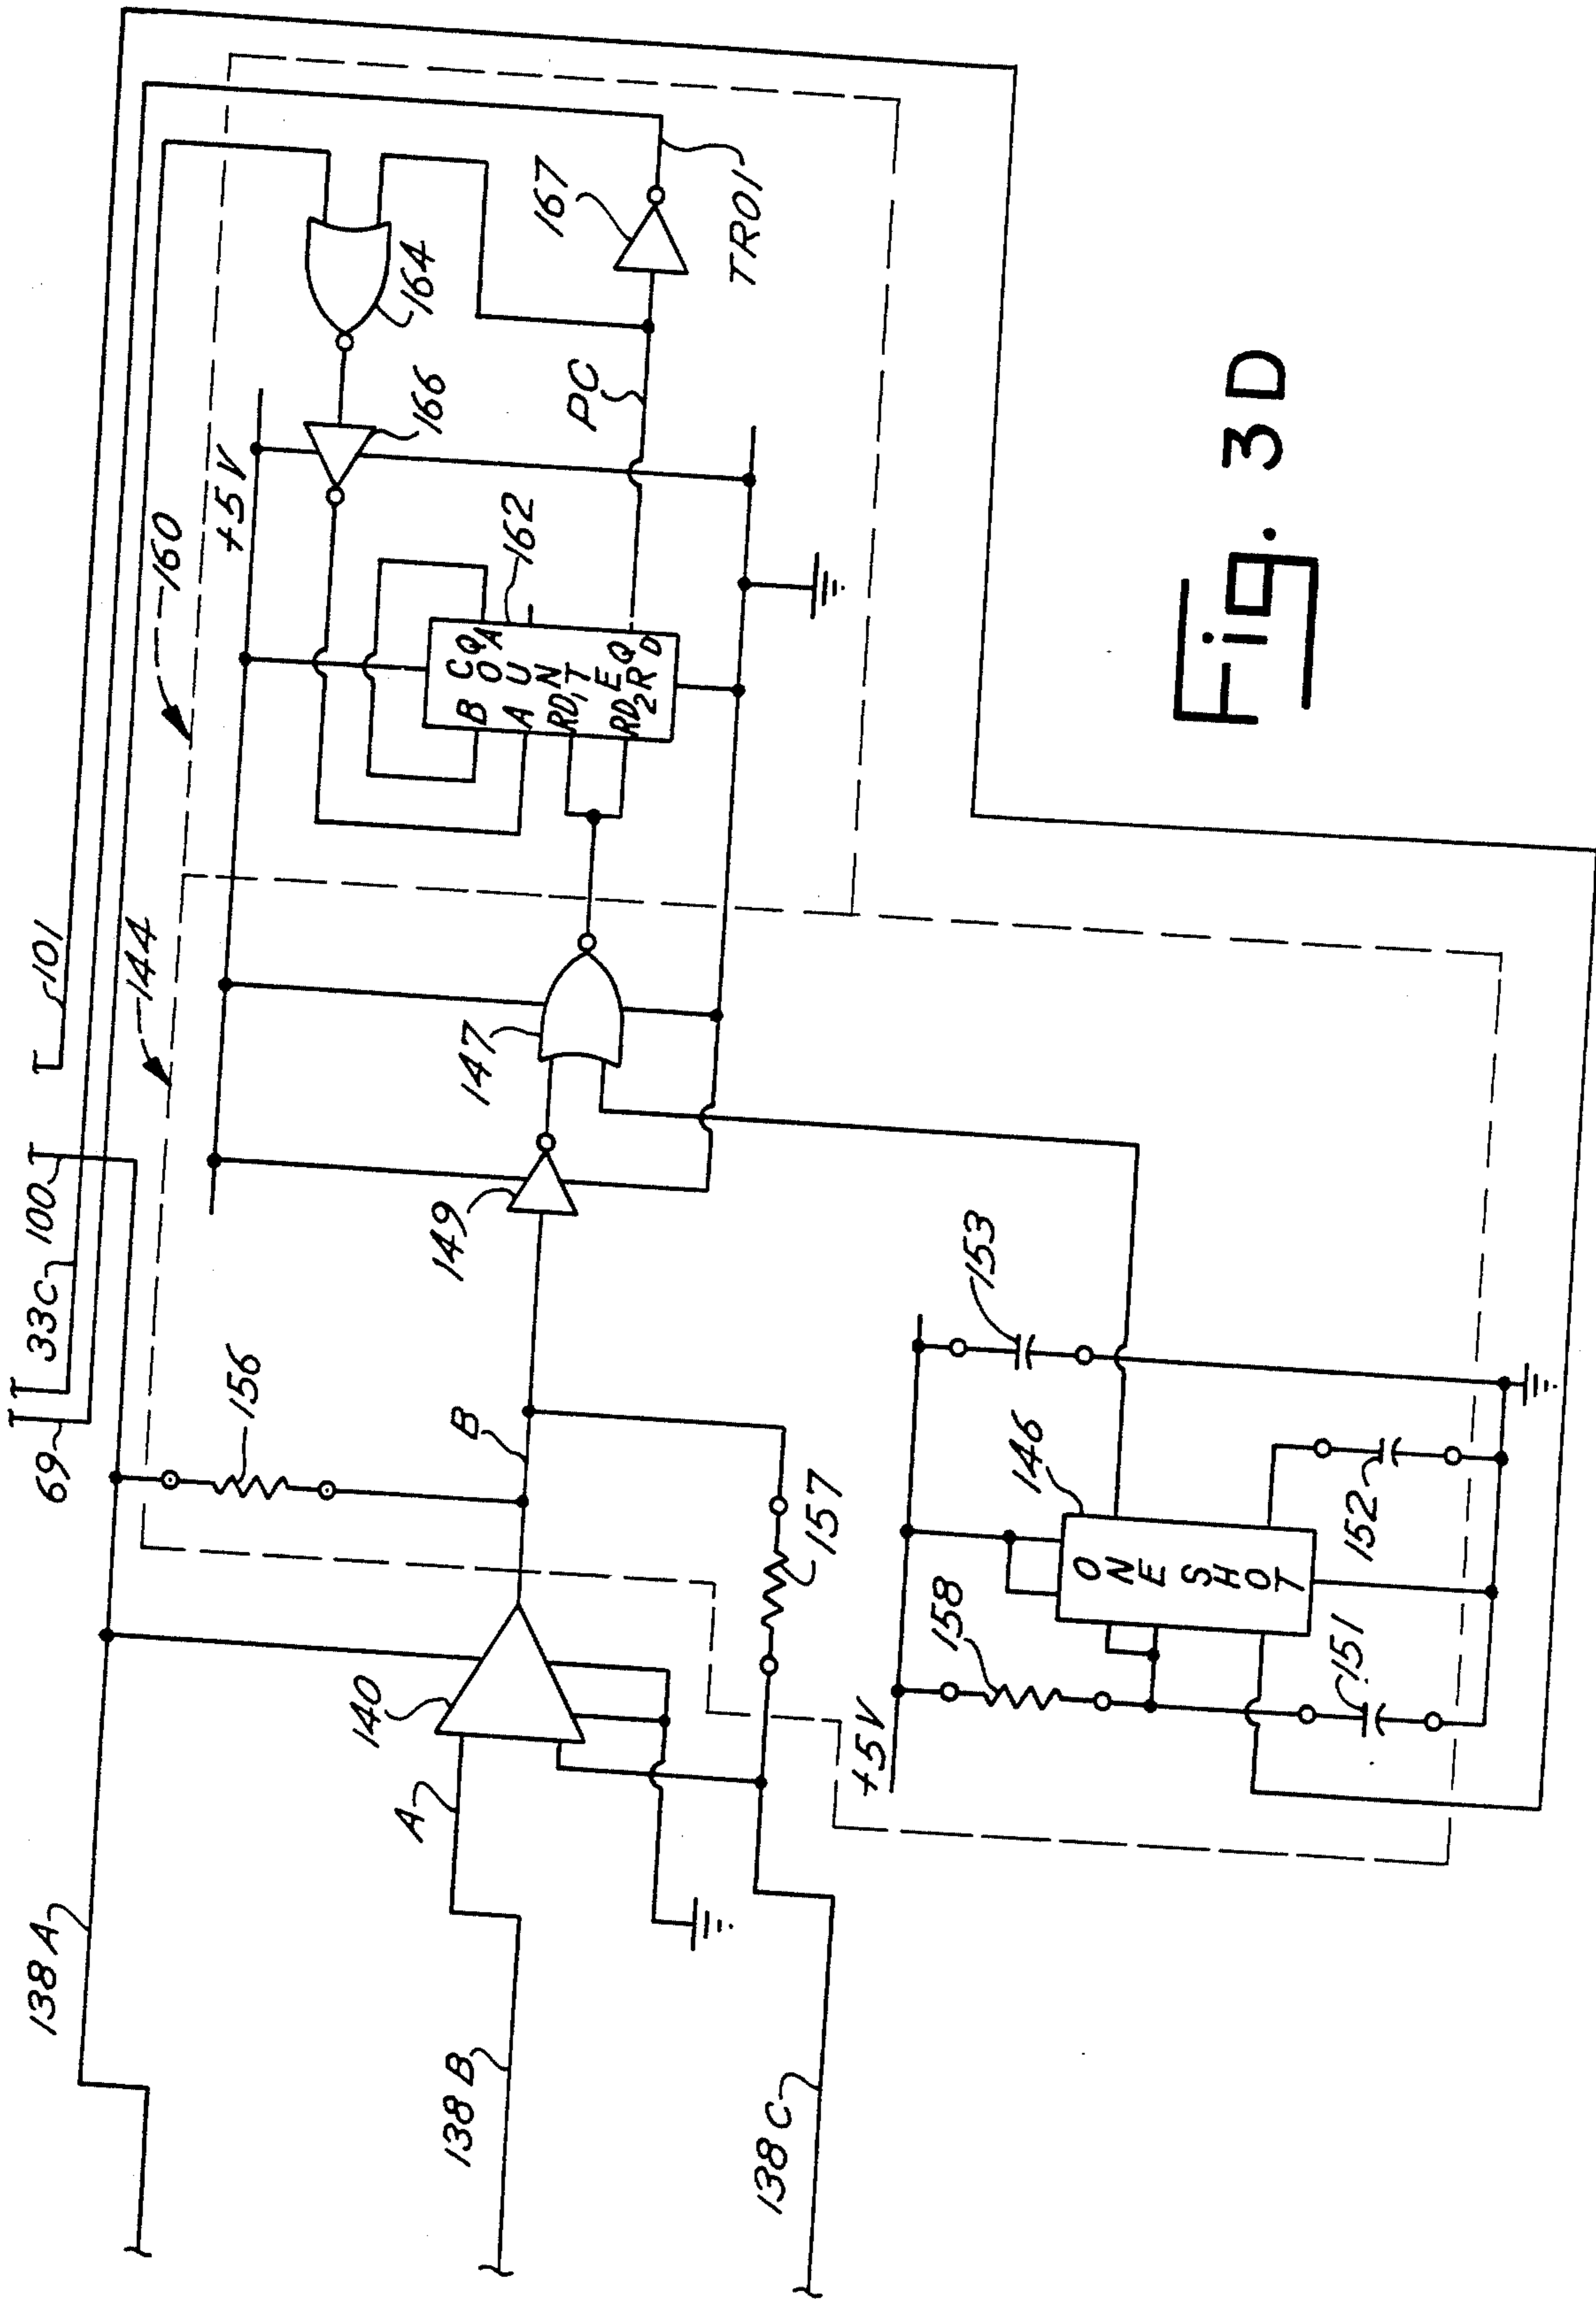 69
33C
100
101
138A
144
160
+5V
156
A
140
B
149
147
B C Q
A O A
U
RD1 N
T
RD2 E Q
R D
162
166
164
PC
167
TRO1
138B
157
138C
+5V
158
146
ONE SHOT
153
151
152
Fig. 3D